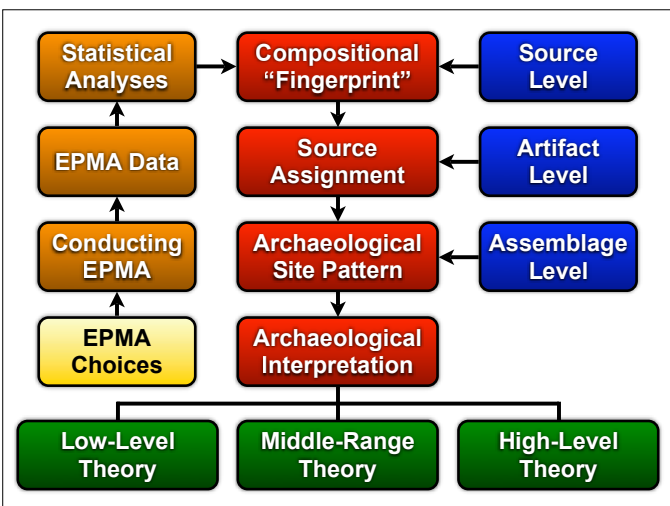 Statistical
Analyses
Compositional
“Fingerprint”
Source
Level
EPMA Data
Source
Assignment
Artifact
Level
Conducting
EPMA
Archaeological
Site Pattern
Assemblage
Level
EPMA
Choices
Archaeological
Interpretation
Low-Level
Theory
Middle-Range
Theory
High-Level
Theory